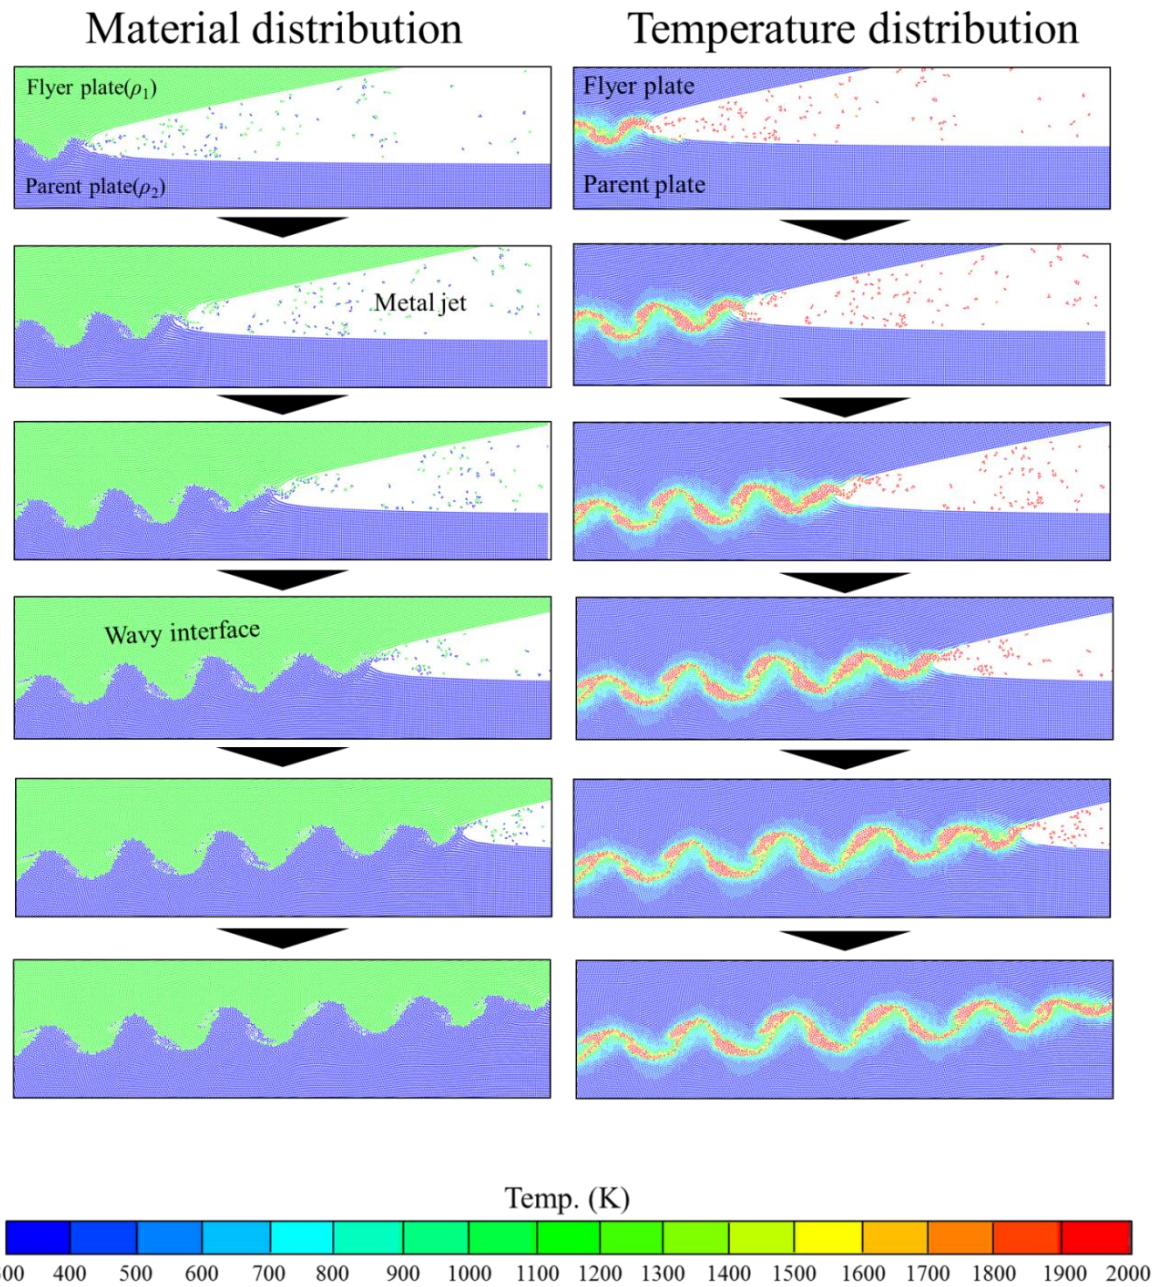 Material distribution
Temperature distribution
Flyer plate(ρ₁)
Parent plate(ρ₂)
Flyer plate
Parent plate
Metal jet
Wavy interface
Temp. (K)
400 500 600 700 800 900 1000 1100 1200 1300 1400 1500 1600 1700 1800 1900 2000